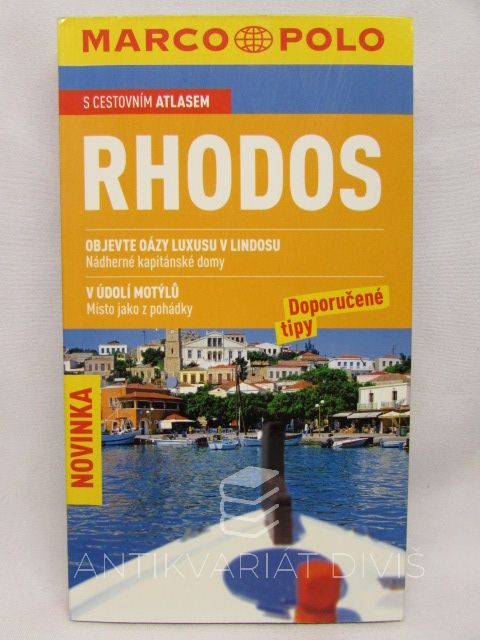 MARCO POLO
S CESTOVNÍM ATLASEM
RHODOS
OBJEVTE OÁZY LUXUSU V LINDOSU
Nádherné kapitánské domy
V ÚDOLÍ MOTÝLŮ
Místo jako z pohádky
Doporučené
tipy
NOVINKA
ANTIKVARIÁT DIVIŠ